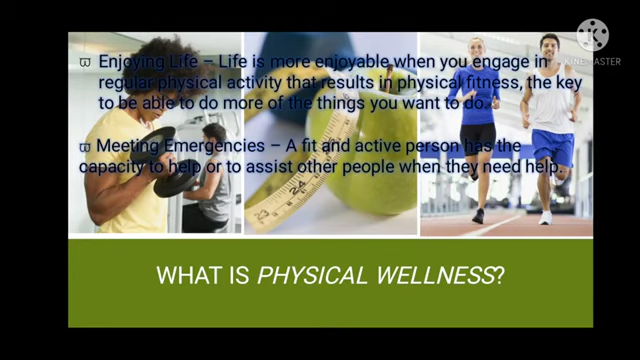 ϖ Enjoying Life – Life is more enjoyable when you engage in
regular physical activity that results in physical fitness, the key
to be able to do more of the things you want to do.
ϖ Meeting Emergencies – A fit and active person has the
capacity to help or to assist other people when they need help.
23 24
WHAT IS PHYSICAL WELLNESS?
KINEMASTER